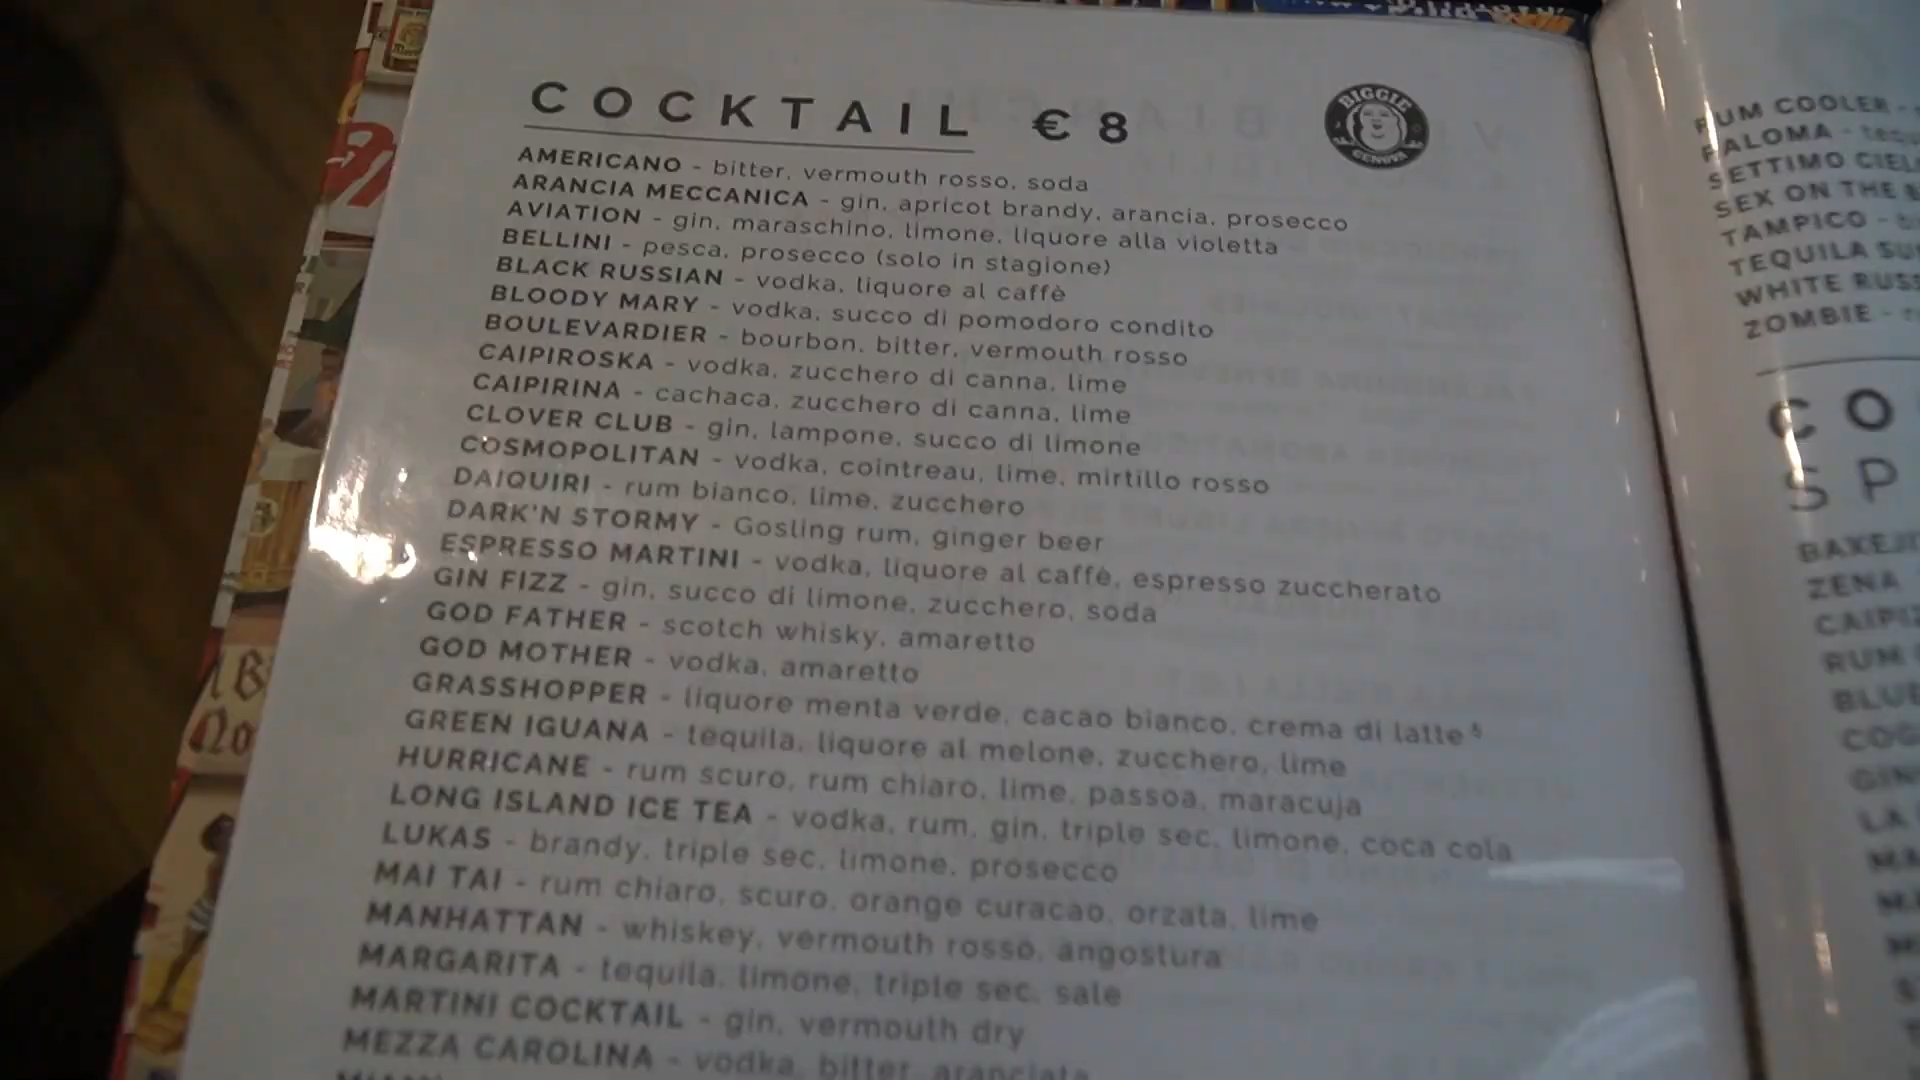 COCKTAIL € 8
BIGGIE
GENOVA
AMERICANO - bitter, vermouth rosso, soda
ARANCIA MECCANICA - gin, apricot brandy, arancia, prosecco
AVIATION - gin, maraschino, limone, liquore alla violetta
BELLINI - pesca, prosecco (solo in stagione)
BLACK RUSSIAN - vodka, liquore al caffè
BLOODY MARY - vodka, succo di pomodoro condito
BOULEVARDIER - bourbon, bitter, vermouth rosso
CAIPIROSKA - vodka, zucchero di canna, lime
CAIPIRINA - cachaca, zucchero di canna, lime
CLOVER CLUB - gin, lampone, succo di limone
COSMOPOLITAN - vodka, cointreau, lime, mirtillo rosso
DAIQUIRI - rum bianco, lime, zucchero
DARK'N STORMY - Gosling rum, ginger beer
ESPRESSO MARTINI - vodka, liquore al caffè, espresso zuccherato
GIN FIZZ - gin, succo di limone, zucchero, soda
GOD FATHER - scotch whisky, amaretto
GOD MOTHER - vodka, amaretto
GRASSHOPPER - liquore menta verde, cacao bianco, crema di latte
GREEN IGUANA - tequila, liquore al melone, zucchero, lime
HURRICANE - rum scuro, rum chiaro, lime, passoa, maracuja
LONG ISLAND ICE TEA - vodka, rum, gin, triple sec, limone, coca cola
LUKAS - brandy, triple sec, limone, prosecco
MAI TAI - rum chiaro, scuro, orange curacao, orzata, lime
MANHATTAN - whiskey, vermouth rosso, angostura
MARGARITA - tequila, limone, triple sec, sale
MARTINI COCKTAIL - gin, vermouth dry
MEZZA CAROLINA - vodka, bitter, aranciata
RUM COOLER -
PALOMA -
SETTIMO
SEX ON THE
TAMPICO -
TEQUILA
WHITE
ZOMBIE -
CO
SP
ZENA
RUM